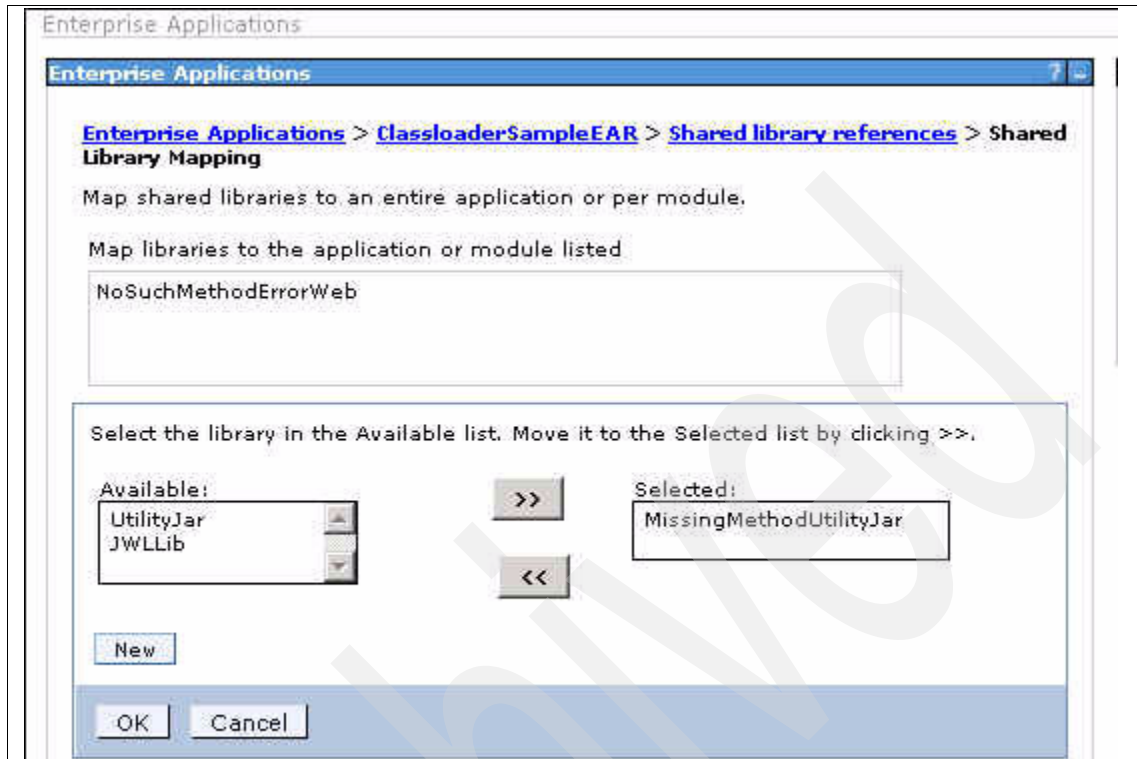 Enterprise Applications
Enterprise Applications ? -
Enterprise Applications > ClassloaderSampleEAR > Shared library references > Shared
Library Mapping
Map shared libraries to an entire application or per module.
Map libraries to the application or module listed
NoSuchMethodErrorWeb
Select the library in the Available list. Move it to the Selected list by clicking >>.
Available:
UtilityJar
JWLLib
>>
<<
Selected:
MissingMethodUtilityJar
New
OK Cancel